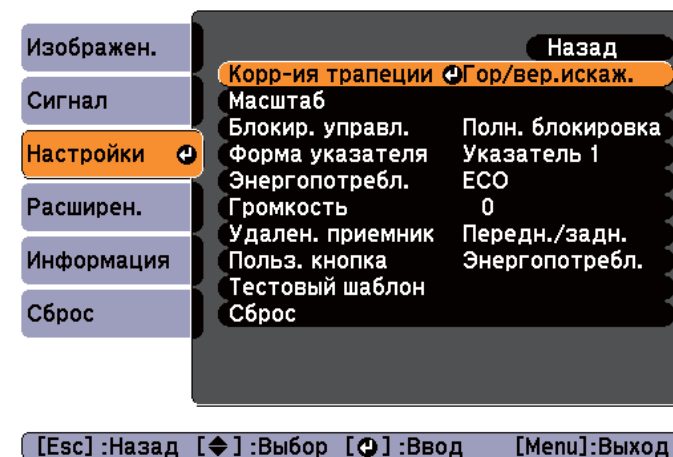 Изображен.
Сигнал
Настройки
Расширен.
Информация
Сброс
Назад
Корр-ия трапеции Гор/вер.искаж.
Масштаб
Блокир. управл. Полн. блокировка
Форма указателя Указатель 1
Энергопотребл. ECO
Громкость 0
Удален. приемник Передн./задн.
Польз. кнопка Энергопотребл.
Тестовый шаблон
Сброс
[Esc] :Назад [◆] :Выбор [⏎] :Ввод [Menu]:Выход